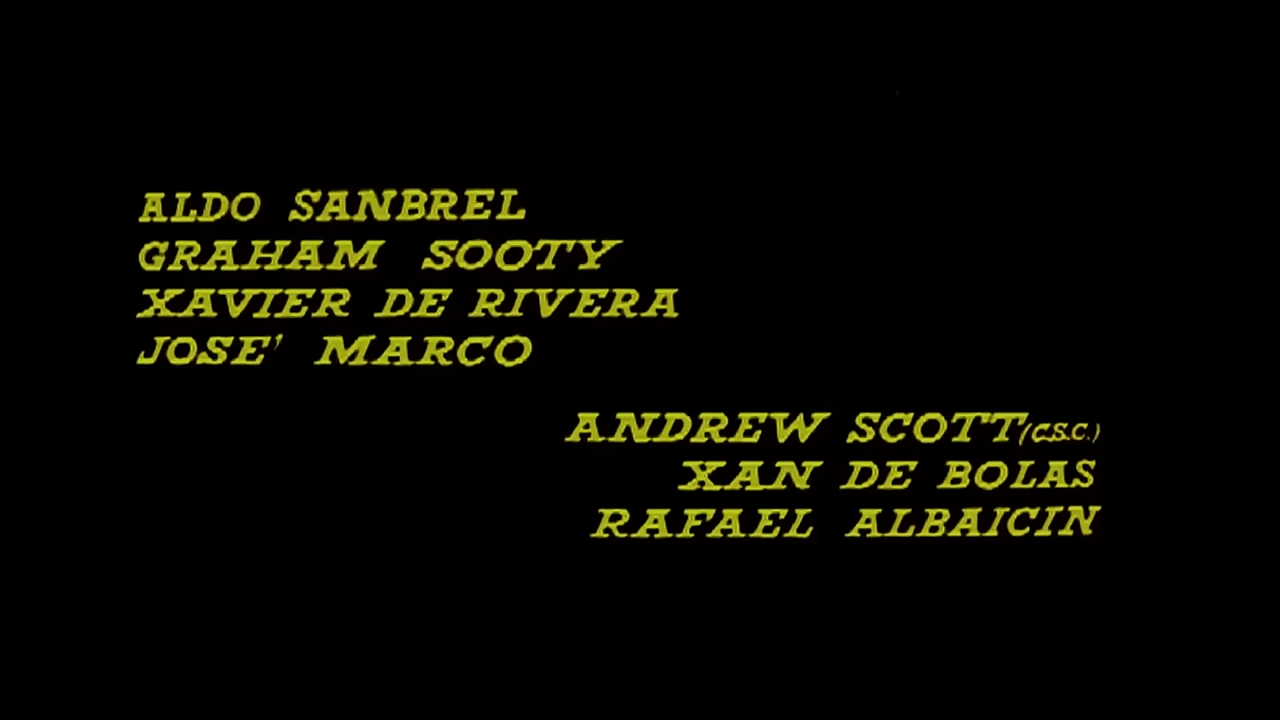 ALDO SANBREL
GRAHAM SOOTY
XAVIER DE RIVERA
JOSE' MARCO
ANDREW SCOTT (C.S.C.)
XAN DE BOLAS
RAFAEL ALBAICIN